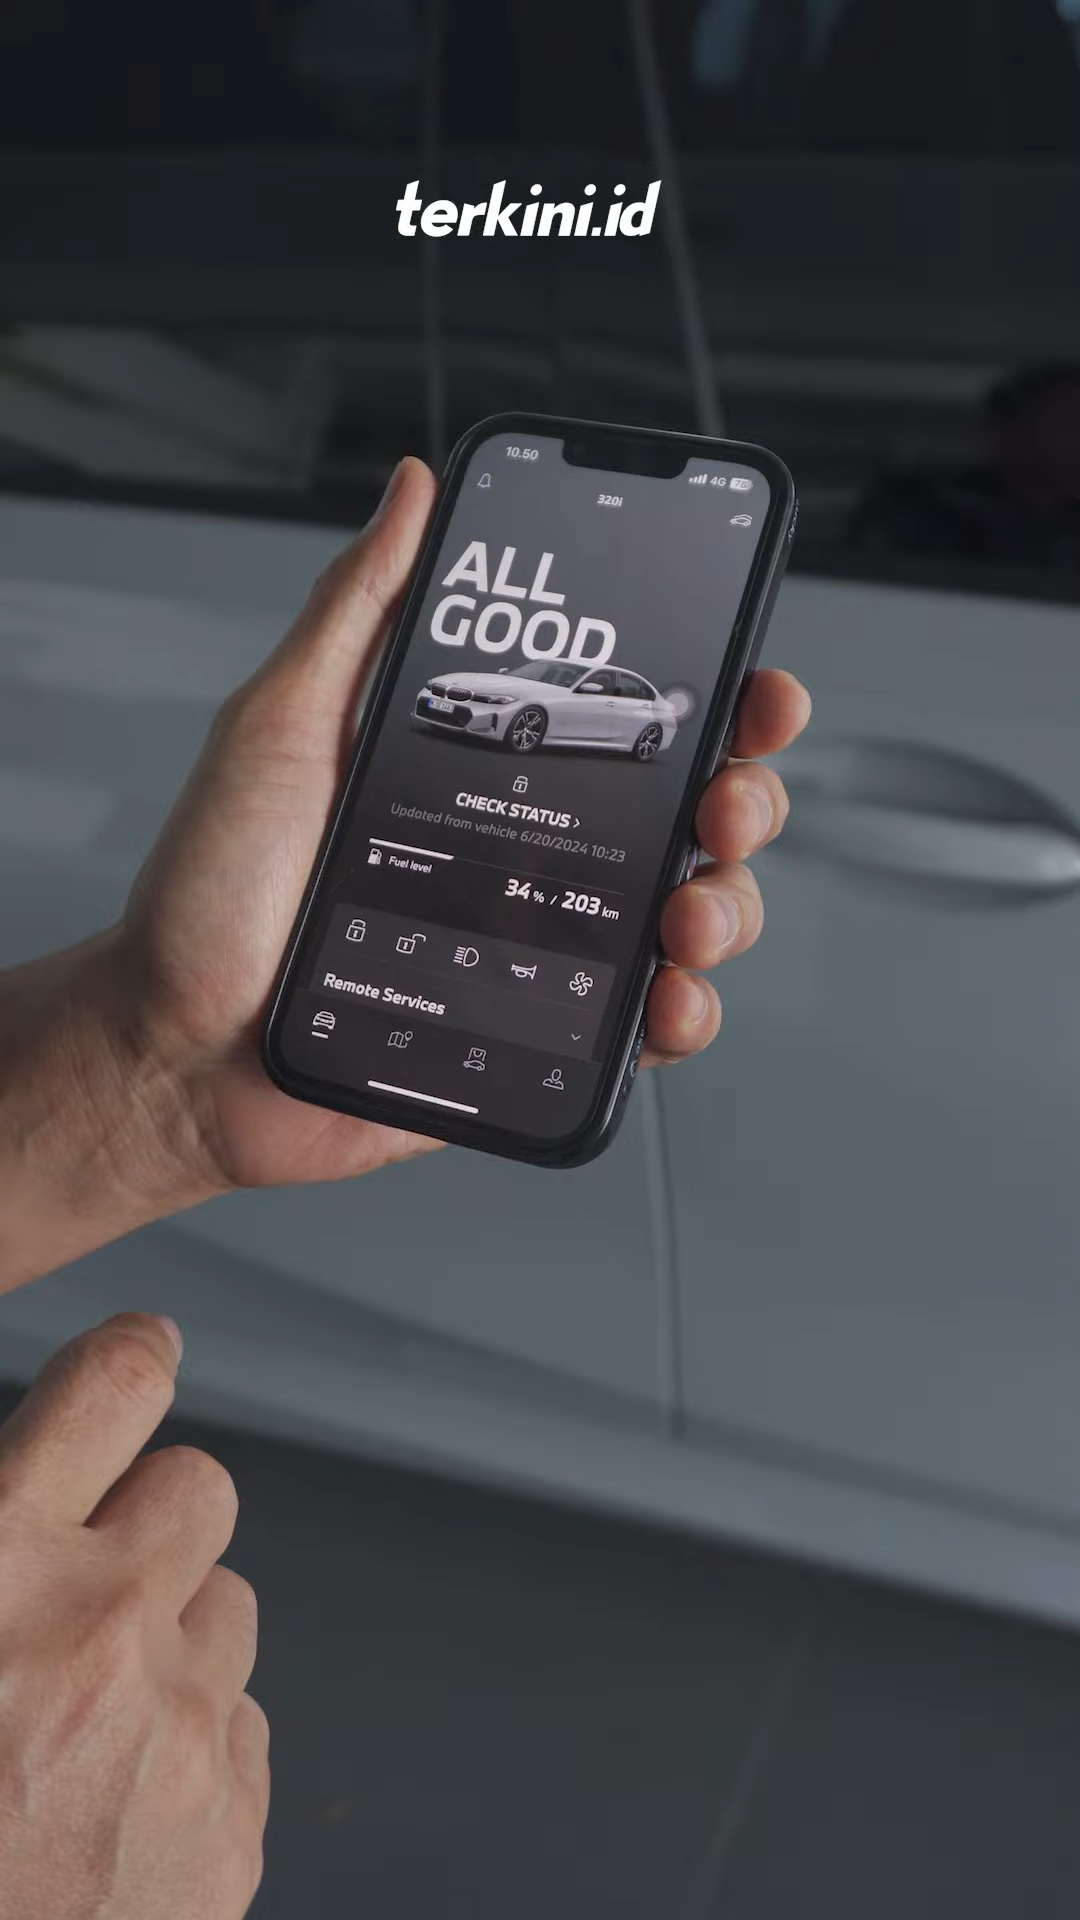 terkini.id
10.50
4G 78
320i
ALL
GOOD
CHECK STATUS >
Updated from vehicle 6/20/2024 10:23
Fuel level
34 % / 203 km
Remote Services